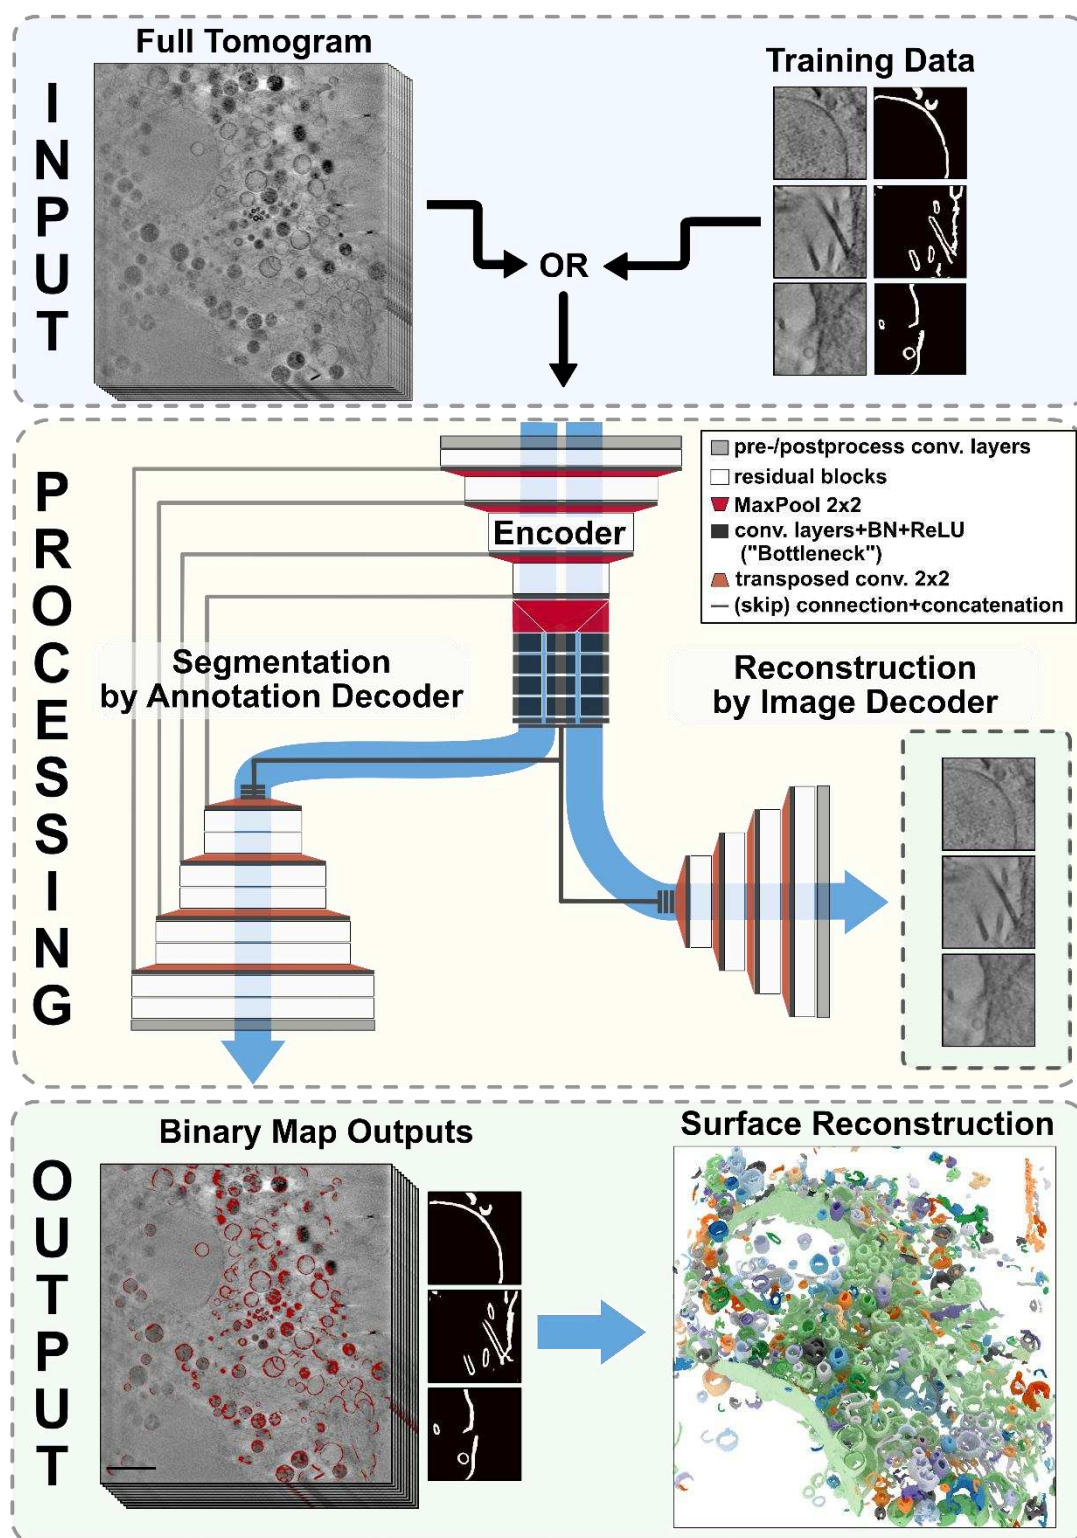 INPUT
Full Tomogram
Training Data
OR
PROCESSING
pre-/postprocess conv. layers
residual blocks
MaxPool 2x2
conv. layers+BN+ReLU
("Bottleneck")
transposed conv. 2x2
(skip) connection+concatenation
Encoder
Segmentation
by Annotation Decoder
Reconstruction
by Image Decoder
OUTPUT
Binary Map Outputs
Surface Reconstruction